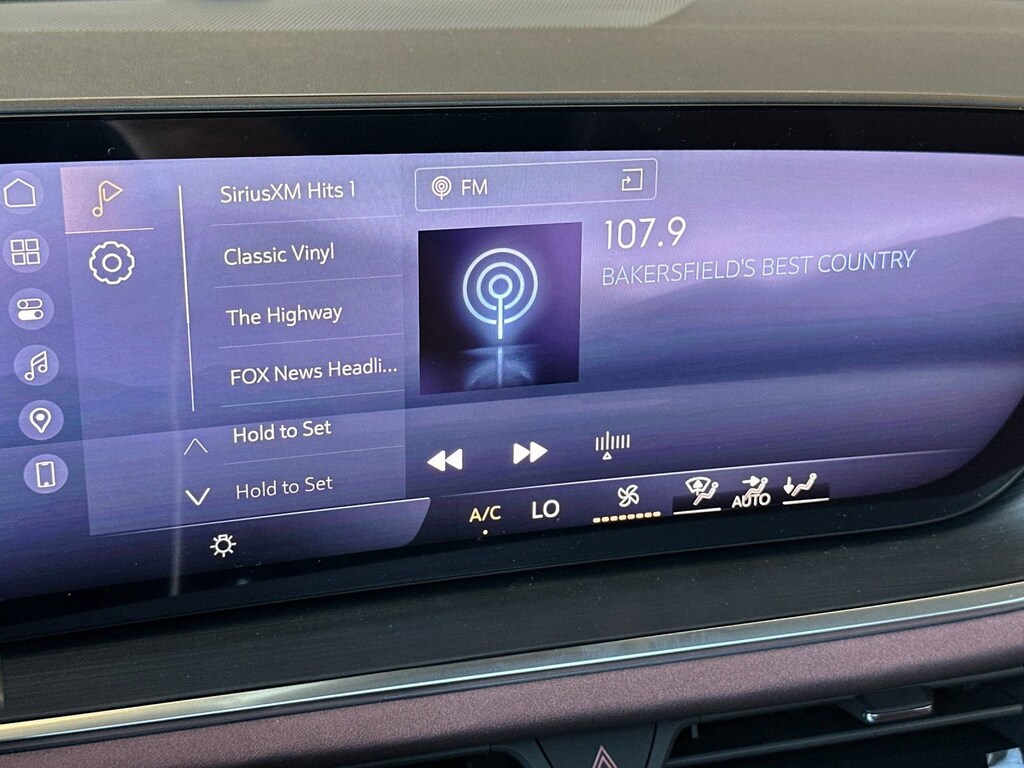 SiriusXM Hits 1
Classic Vinyl
The Highway
FOX News Headli...
Hold to Set
Hold to Set
FM
107.9
BAKERSFIELD'S BEST COUNTRY
A/C
LO
AUTO